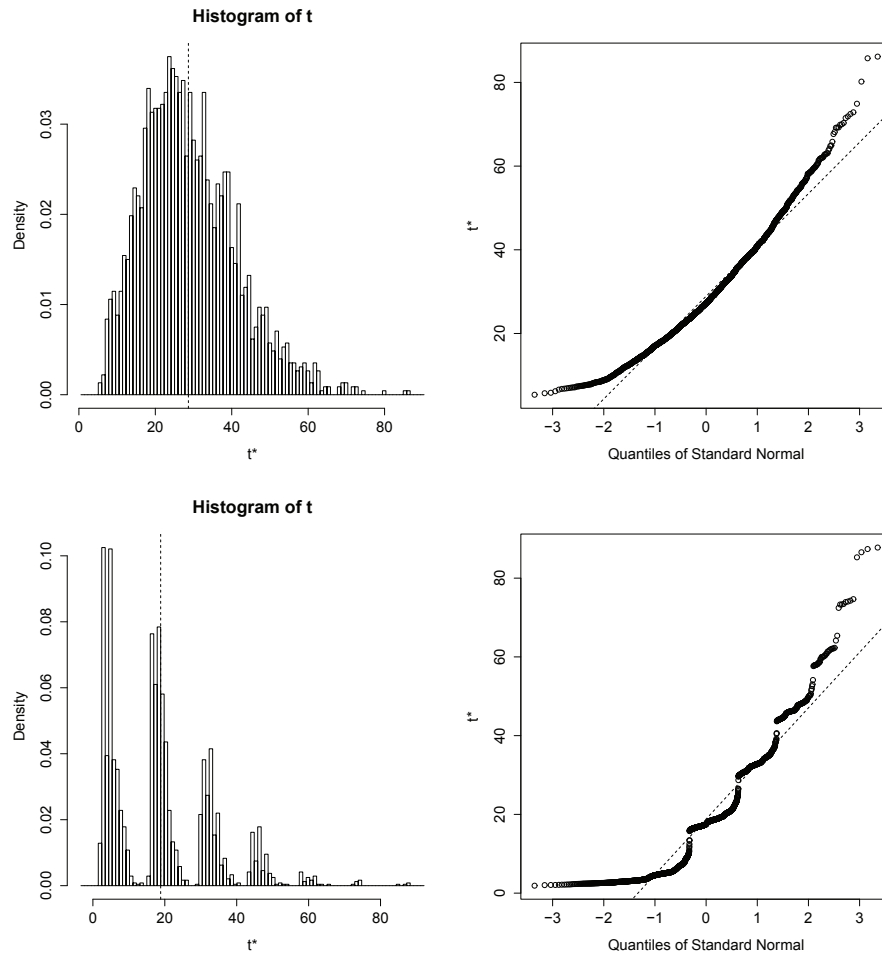 Histogram of t
Density
0.00 0.01 0.02 0.03
0 20 40 60 80
t*
t*
20 40 60 80
−3 −2 −1 0 1 2 3
Quantiles of Standard Normal
Histogram of t
Density
0.00 0.02 0.04 0.06 0.08 0.10
0 20 40 60 80
t*
t*
0 20 40 60 80
−3 −2 −1 0 1 2 3
Quantiles of Standard Normal